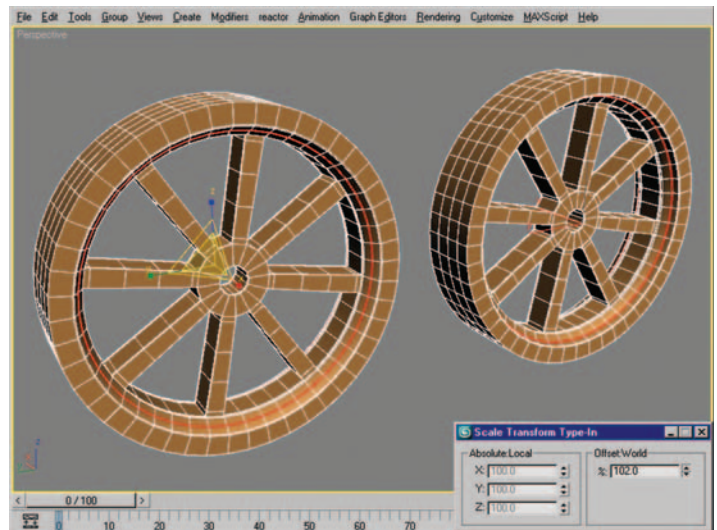 File Edit Tools Group Views Create Modifiers reactor Animation Graph Editors Rendering Customize MAXScript Help
Perspective
z
Scale Transform Type-In
Absolute:Local
Offset:World
X: 100.0
%: 102.0
Y: 100.0
Z: 100.0
z
< 0 / 100 >
0 10 20 30 40 50 60 70